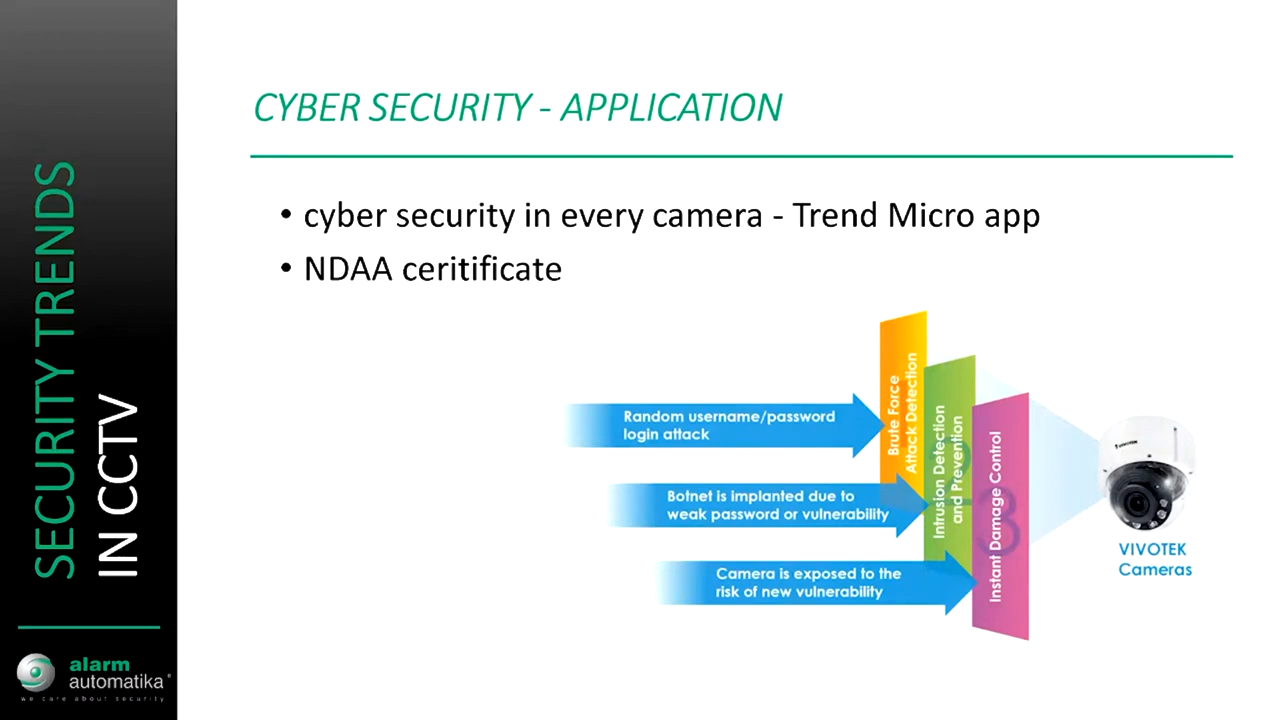 SECURITY TRENDS
IN CCTV
alarm
automatika®
we care about security
CYBER SECURITY - APPLICATION
• cyber security in every camera - Trend Micro app
• NDAA ceritificate
Random username/password
login attack
Botnet is implanted due to
weak password or vulnerability
Camera is exposed to the
risk of new vulnerability
Brute Force
Attack Detection
Intrusion Detection
and Prevention
Instant Damage Control
3
VIVOTEK
VIVOTEK
Cameras